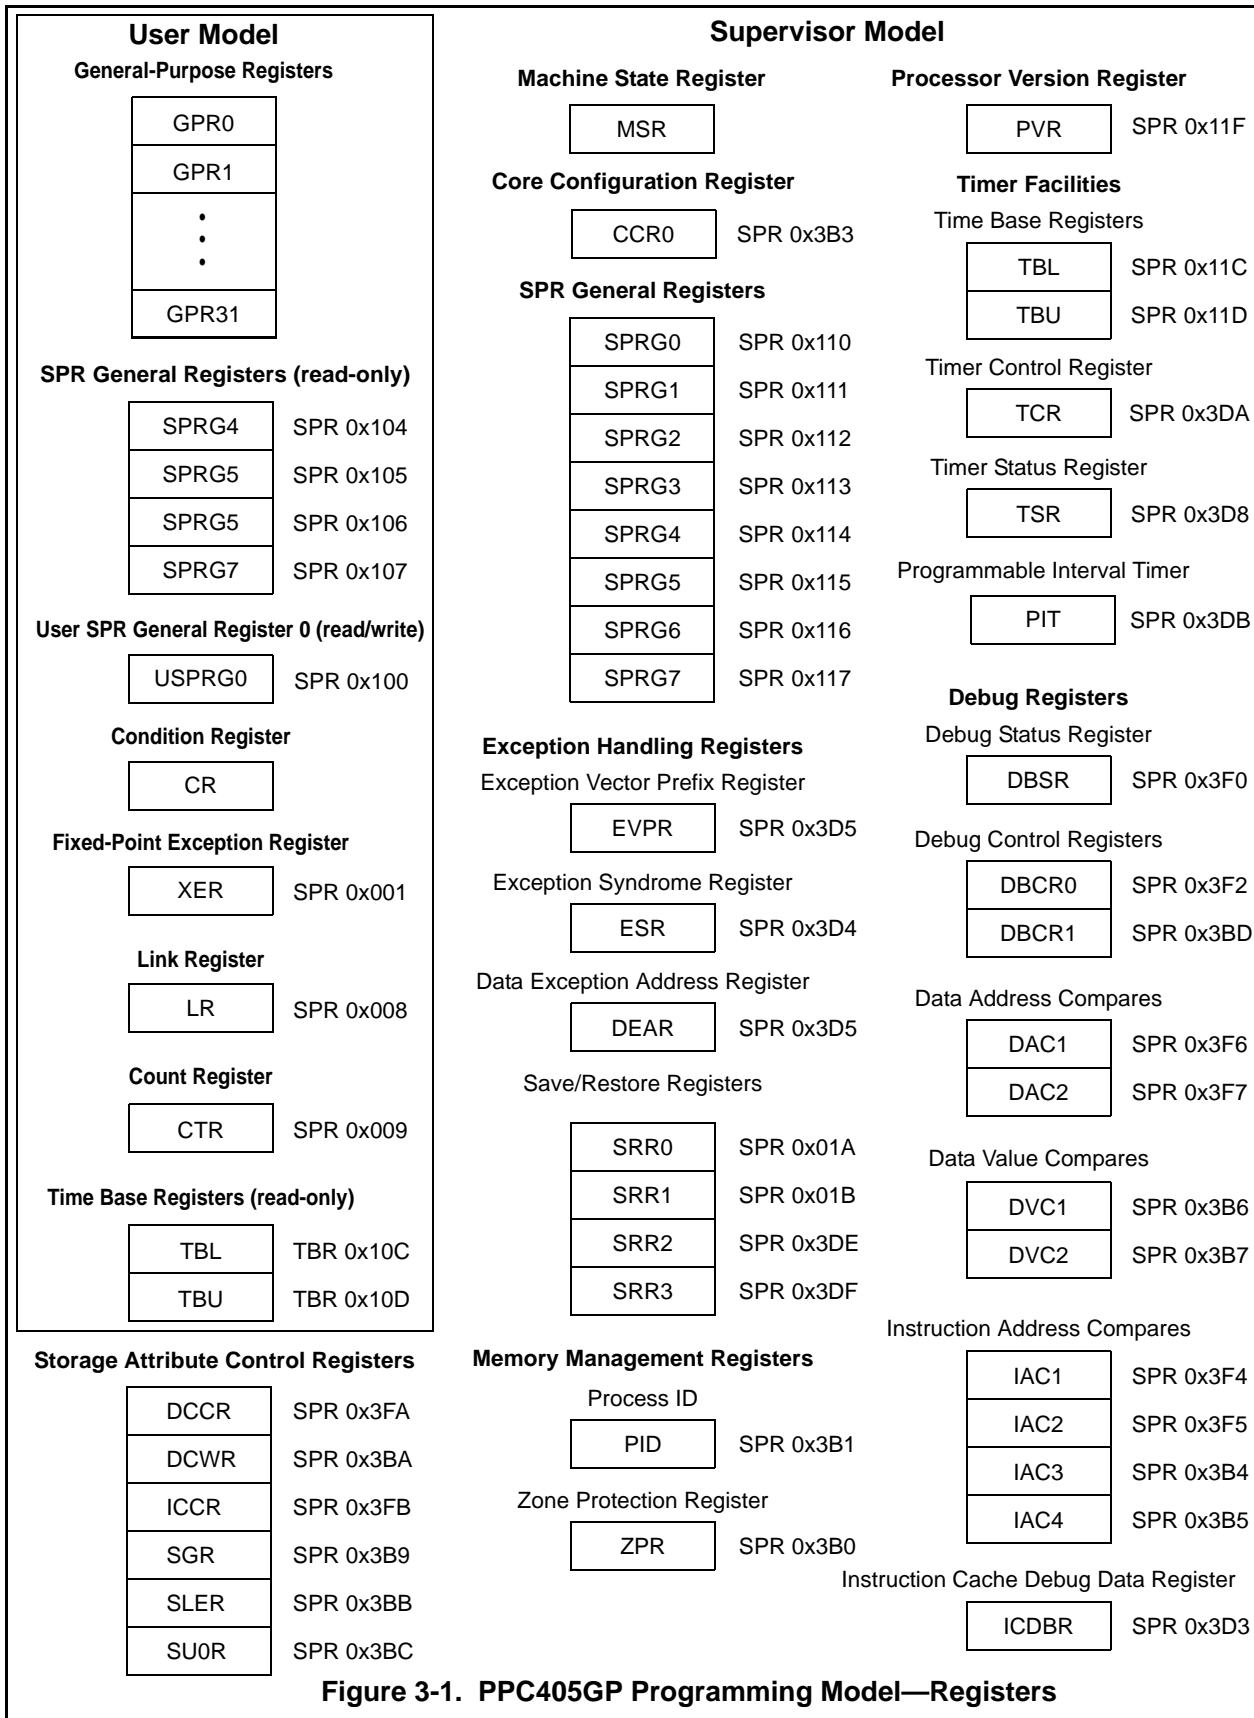 User Model
General-Purpose Registers
GPR0
GPR1
GPR31
SPR General Registers (read-only)
SPRG4 SPR 0x104
SPRG5 SPR 0x105
SPRG5 SPR 0x106
SPRG7 SPR 0x107
User SPR General Register 0 (read/write)
USPRG0 SPR 0x100
Condition Register
CR
Fixed-Point Exception Register
XER SPR 0x001
Link Register
LR SPR 0x008
Count Register
CTR SPR 0x009
Time Base Registers (read-only)
TBL TBR 0x10C
TBU TBR 0x10D
Storage Attribute Control Registers
DCCR SPR 0x3FA
DCWR SPR 0x3BA
ICCR SPR 0x3FB
SGR SPR 0x3B9
SLER SPR 0x3BB
SU0R SPR 0x3BC
Supervisor Model
Machine State Register
MSR
Core Configuration Register
CCR0 SPR 0x3B3
SPR General Registers
SPRG0 SPR 0x110
SPRG1 SPR 0x111
SPRG2 SPR 0x112
SPRG3 SPR 0x113
SPRG4 SPR 0x114
SPRG5 SPR 0x115
SPRG6 SPR 0x116
SPRG7 SPR 0x117
Exception Handling Registers
Exception Vector Prefix Register
EVPR SPR 0x3D5
Exception Syndrome Register
ESR SPR 0x3D4
Data Exception Address Register
DEAR SPR 0x3D5
Save/Restore Registers
SRR0 SPR 0x01A
SRR1 SPR 0x01B
SRR2 SPR 0x3DE
SRR3 SPR 0x3DF
Memory Management Registers
Process ID
PID SPR 0x3B1
Zone Protection Register
ZPR SPR 0x3B0
Processor Version Register
PVR SPR 0x11F
Timer Facilities
Time Base Registers
TBL SPR 0x11C
TBU SPR 0x11D
Timer Control Register
TCR SPR 0x3DA
Timer Status Register
TSR SPR 0x3D8
Programmable Interval Timer
PIT SPR 0x3DB
Debug Registers
Debug Status Register
DBSR SPR 0x3F0
Debug Control Registers
DBCR0 SPR 0x3F2
DBCR1 SPR 0x3BD
Data Address Compares
DAC1 SPR 0x3F6
DAC2 SPR 0x3F7
Data Value Compares
DVC1 SPR 0x3B6
DVC2 SPR 0x3B7
Instruction Address Compares
IAC1 SPR 0x3F4
IAC2 SPR 0x3F5
IAC3 SPR 0x3B4
IAC4 SPR 0x3B5
Instruction Cache Debug Data Register
ICDBR SPR 0x3D3
Figure 3-1. PPC405GP Programming Model—Registers